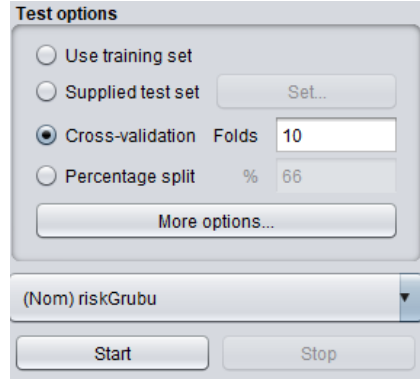 Test options
Use training set
Supplied test set Set...
Cross-validation Folds 10
Percentage split % 66
More options...
(Nom) riskGrubu
Start Stop